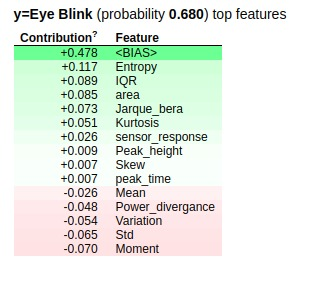 y=Eye Blink (probability 0.680) top features
Contribution? Feature
+0.478 <BIAS>
+0.117 Entropy
+0.089 IQR
+0.085 area
+0.073 Jarque_bera
+0.051 Kurtosis
+0.026 sensor_response
+0.009 Peak_height
+0.007 Skew
+0.007 peak_time
-0.026 Mean
-0.048 Power_divergance
-0.054 Variation
-0.065 Std
-0.070 Moment